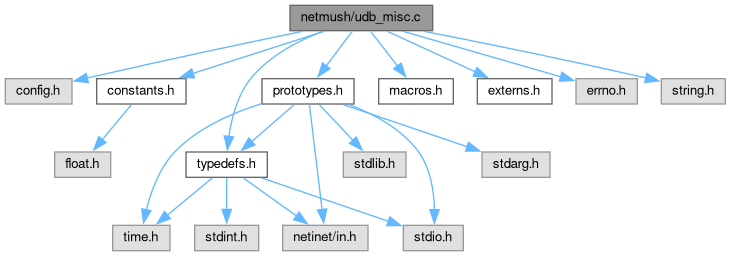 netmush/udb_misc.c
config.h
constants.h
prototypes.h
macros.h
externs.h
errno.h
string.h
float.h
typedefs.h
stdlib.h
stdarg.h
time.h
stdint.h
netinet/in.h
stdio.h